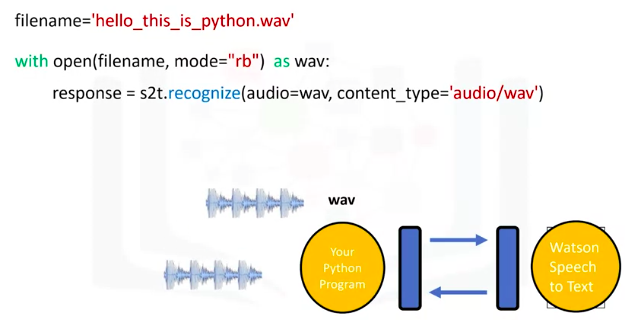 filename='hello_this_is_python.wav'
with open(filename, mode="rb") as wav:
response = s2t.recognize(audio=wav, content_type='audio/wav')
wav
Your
Python
Program
Watson
Speech
to Text